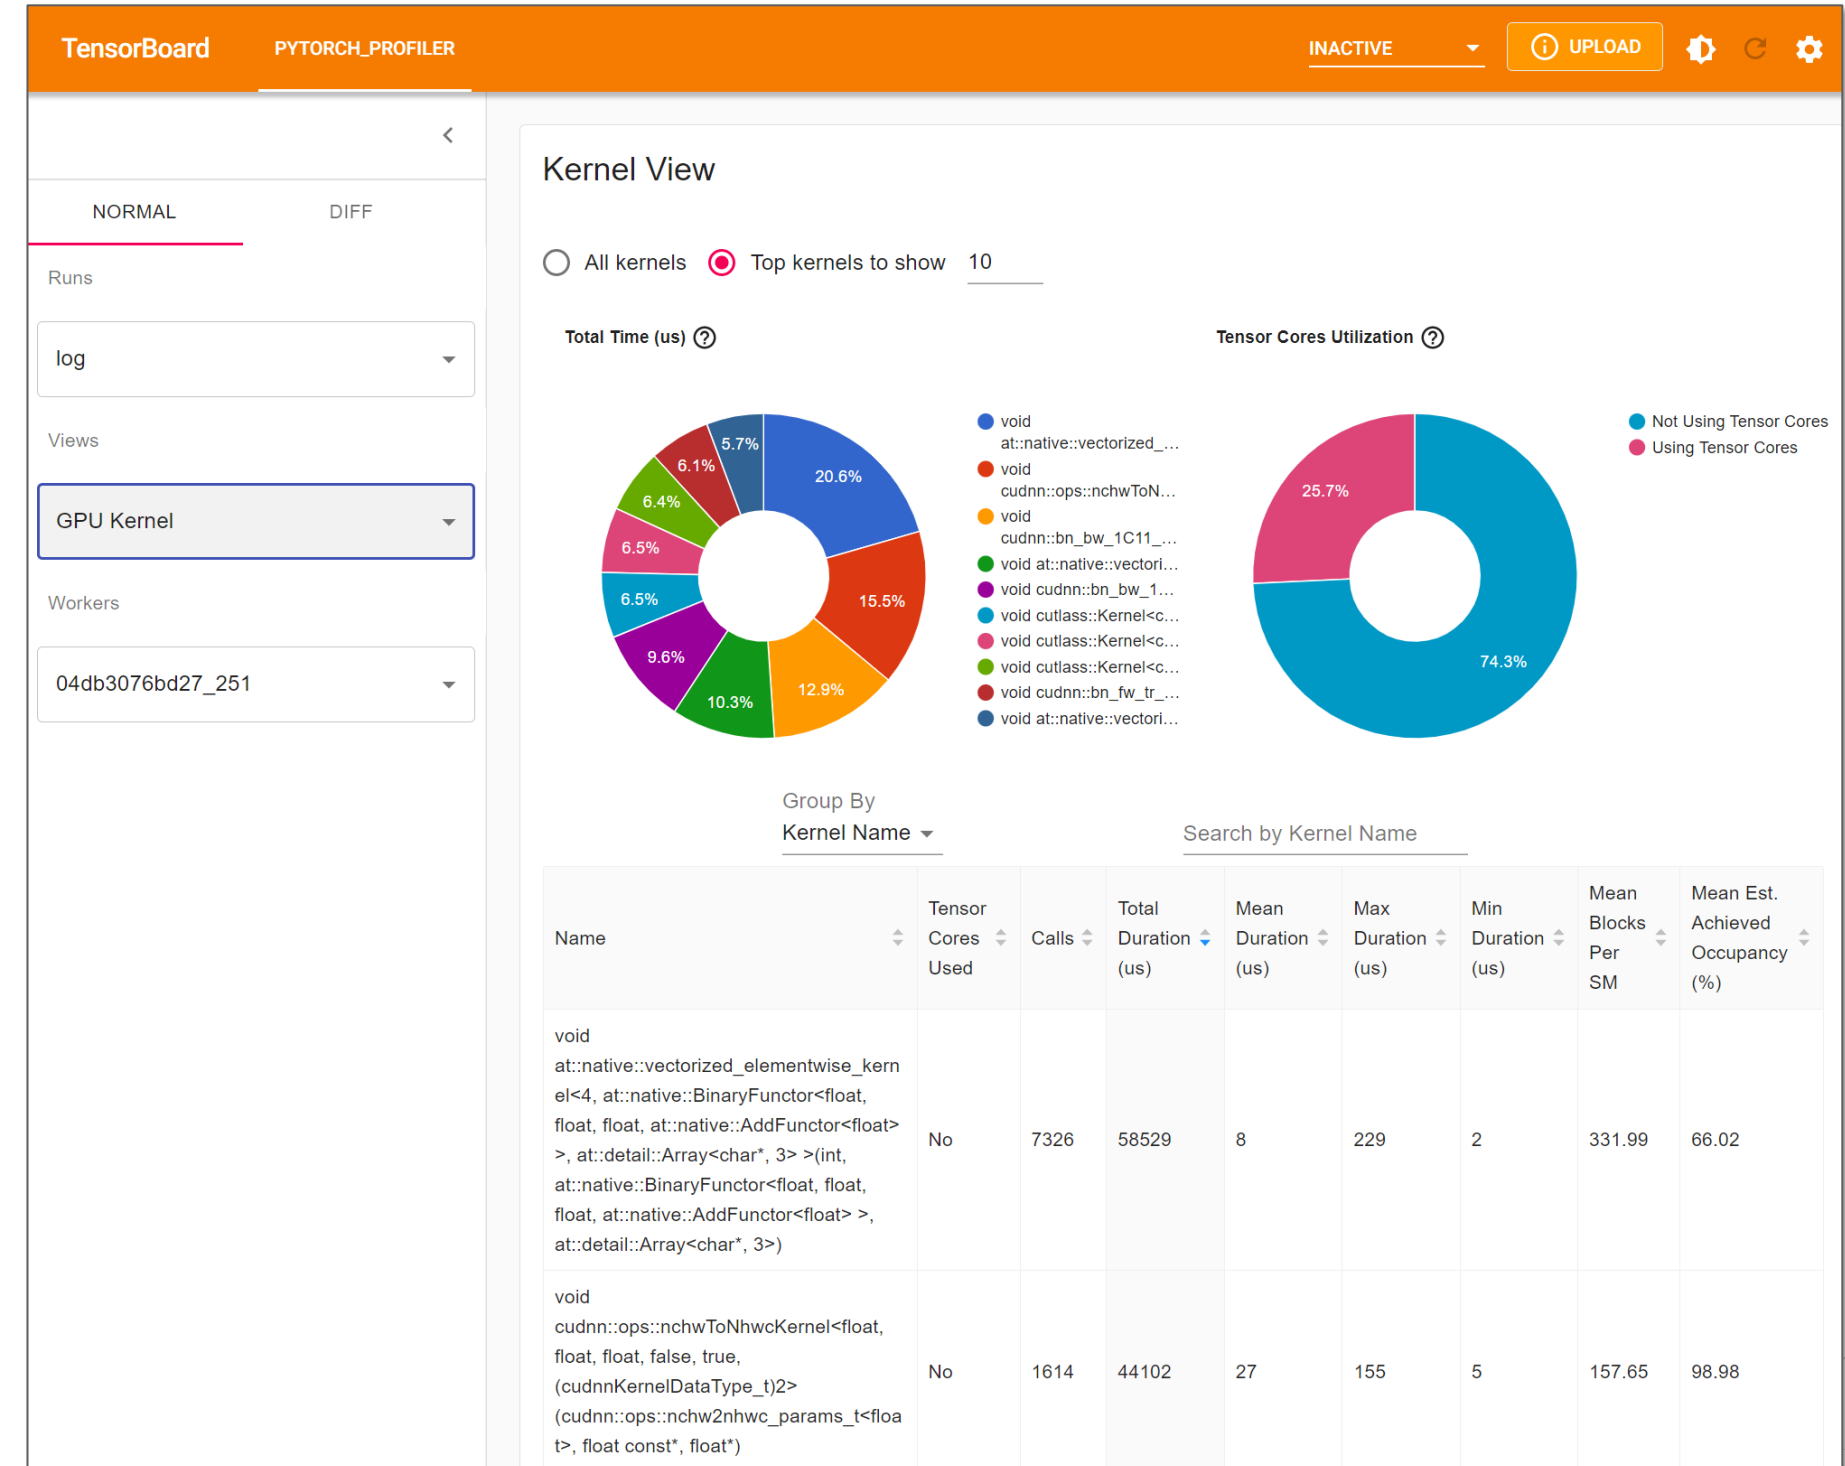 TensorBoard
PYTORCH_PROFILER
INACTIVE
UPLOAD
NORMAL
DIFF
Runs
log
Views
GPU Kernel
Workers
04db3076bd27_251
Kernel View
All kernels
Top kernels to show
10
Total Time (us)
20.6%
15.5%
12.9%
10.3%
9.6%
6.5%
6.5%
6.4%
6.1%
5.7%
void
at::native::vectorized_...
void
cudnn::ops::nchwToN...
void
cudnn::bn_bw_1C11_...
void at::native::vectori...
void cudnn::bn_bw_1...
void cutlass::Kernel<c...
void cutlass::Kernel<c...
void cutlass::Kernel<c...
void cudnn::bn_fw_tr_...
void at::native::vectori...
Tensor Cores Utilization
25.7%
74.3%
Not Using Tensor Cores
Using Tensor Cores
Group By
Kernel Name
Search by Kernel Name
Name
Tensor
Cores
Used
Calls
Total
Duration
(us)
Mean
Duration
(us)
Max
Duration
(us)
Min
Duration
(us)
Mean
Blocks
Per
SM
Mean Est.
Achieved
Occupancy
(%)
void
at::native::vectorized_elementwise_kern
el<4, at::native::BinaryFunctor<float,
float, float, at::native::AddFunctor<float>
>, at::detail::Array<char*, 3> >(int,
at::native::BinaryFunctor<float, float,
float, at::native::AddFunctor<float> >,
at::detail::Array<char*, 3>)
No
7326
58529
8
229
2
331.99
66.02
void
cudnn::ops::nchwToNhwcKernel<float,
float, float, false, true,
(cudnnKernelDataType_t)2>
(cudnn::ops::nchw2nhwc_params_t<floa
t>, float const*, float*)
No
1614
44102
27
155
5
157.65
98.98